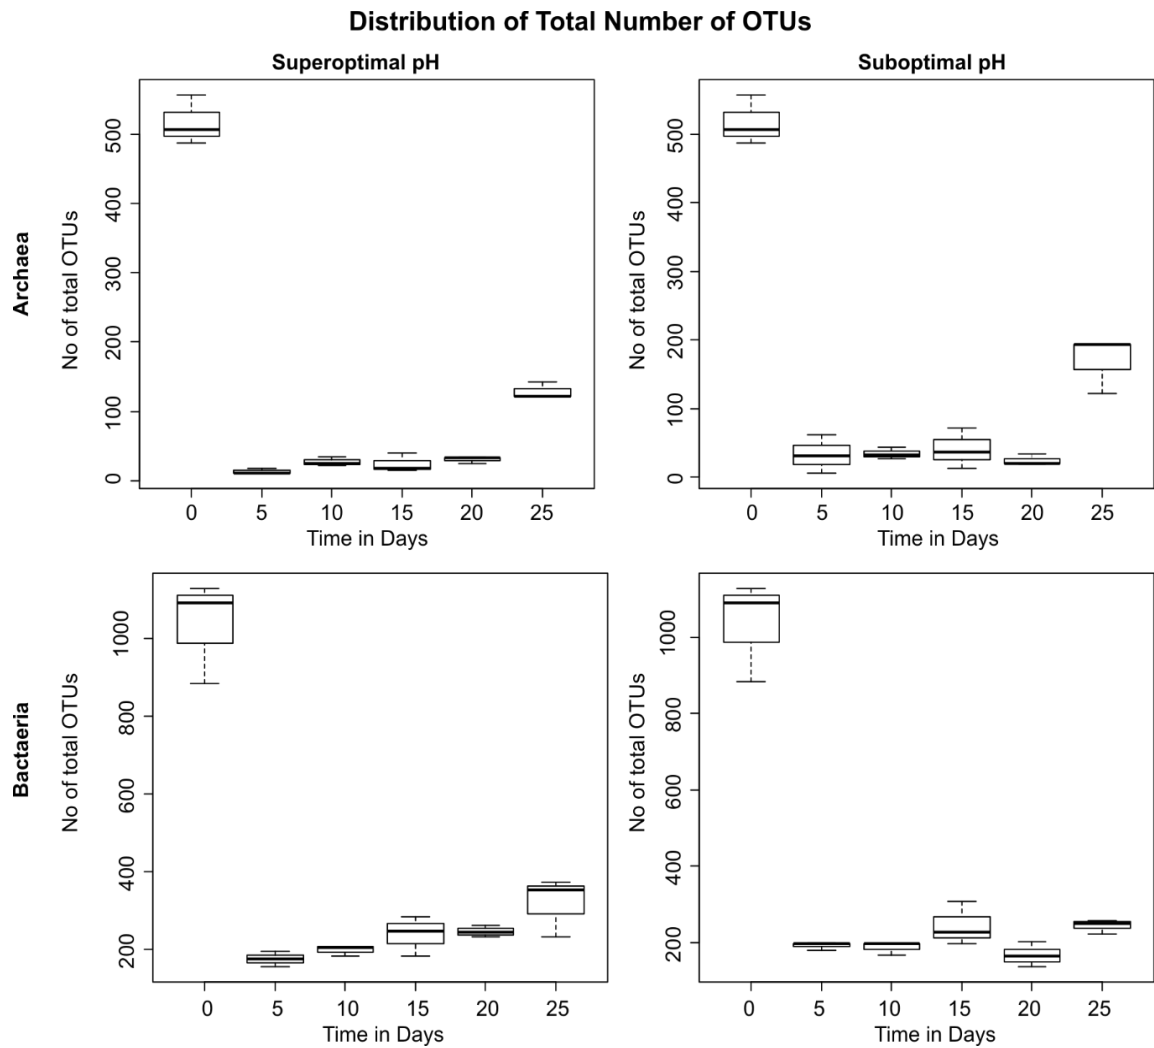 Distribution of Total Number of OTUs
Superoptimal pH
Suboptimal pH
Archaea
No of total OTUs
500
400
300
200
100
0
0 5 10 15 20 25
Time in Days
No of total OTUs
500
400
300
200
100
0
0 5 10 15 20 25
Time in Days
Bactaeria
No of total OTUs
1000
800
600
400
200
0 5 10 15 20 25
Time in Days
No of total OTUs
1000
800
600
400
200
0 5 10 15 20 25
Time in Days